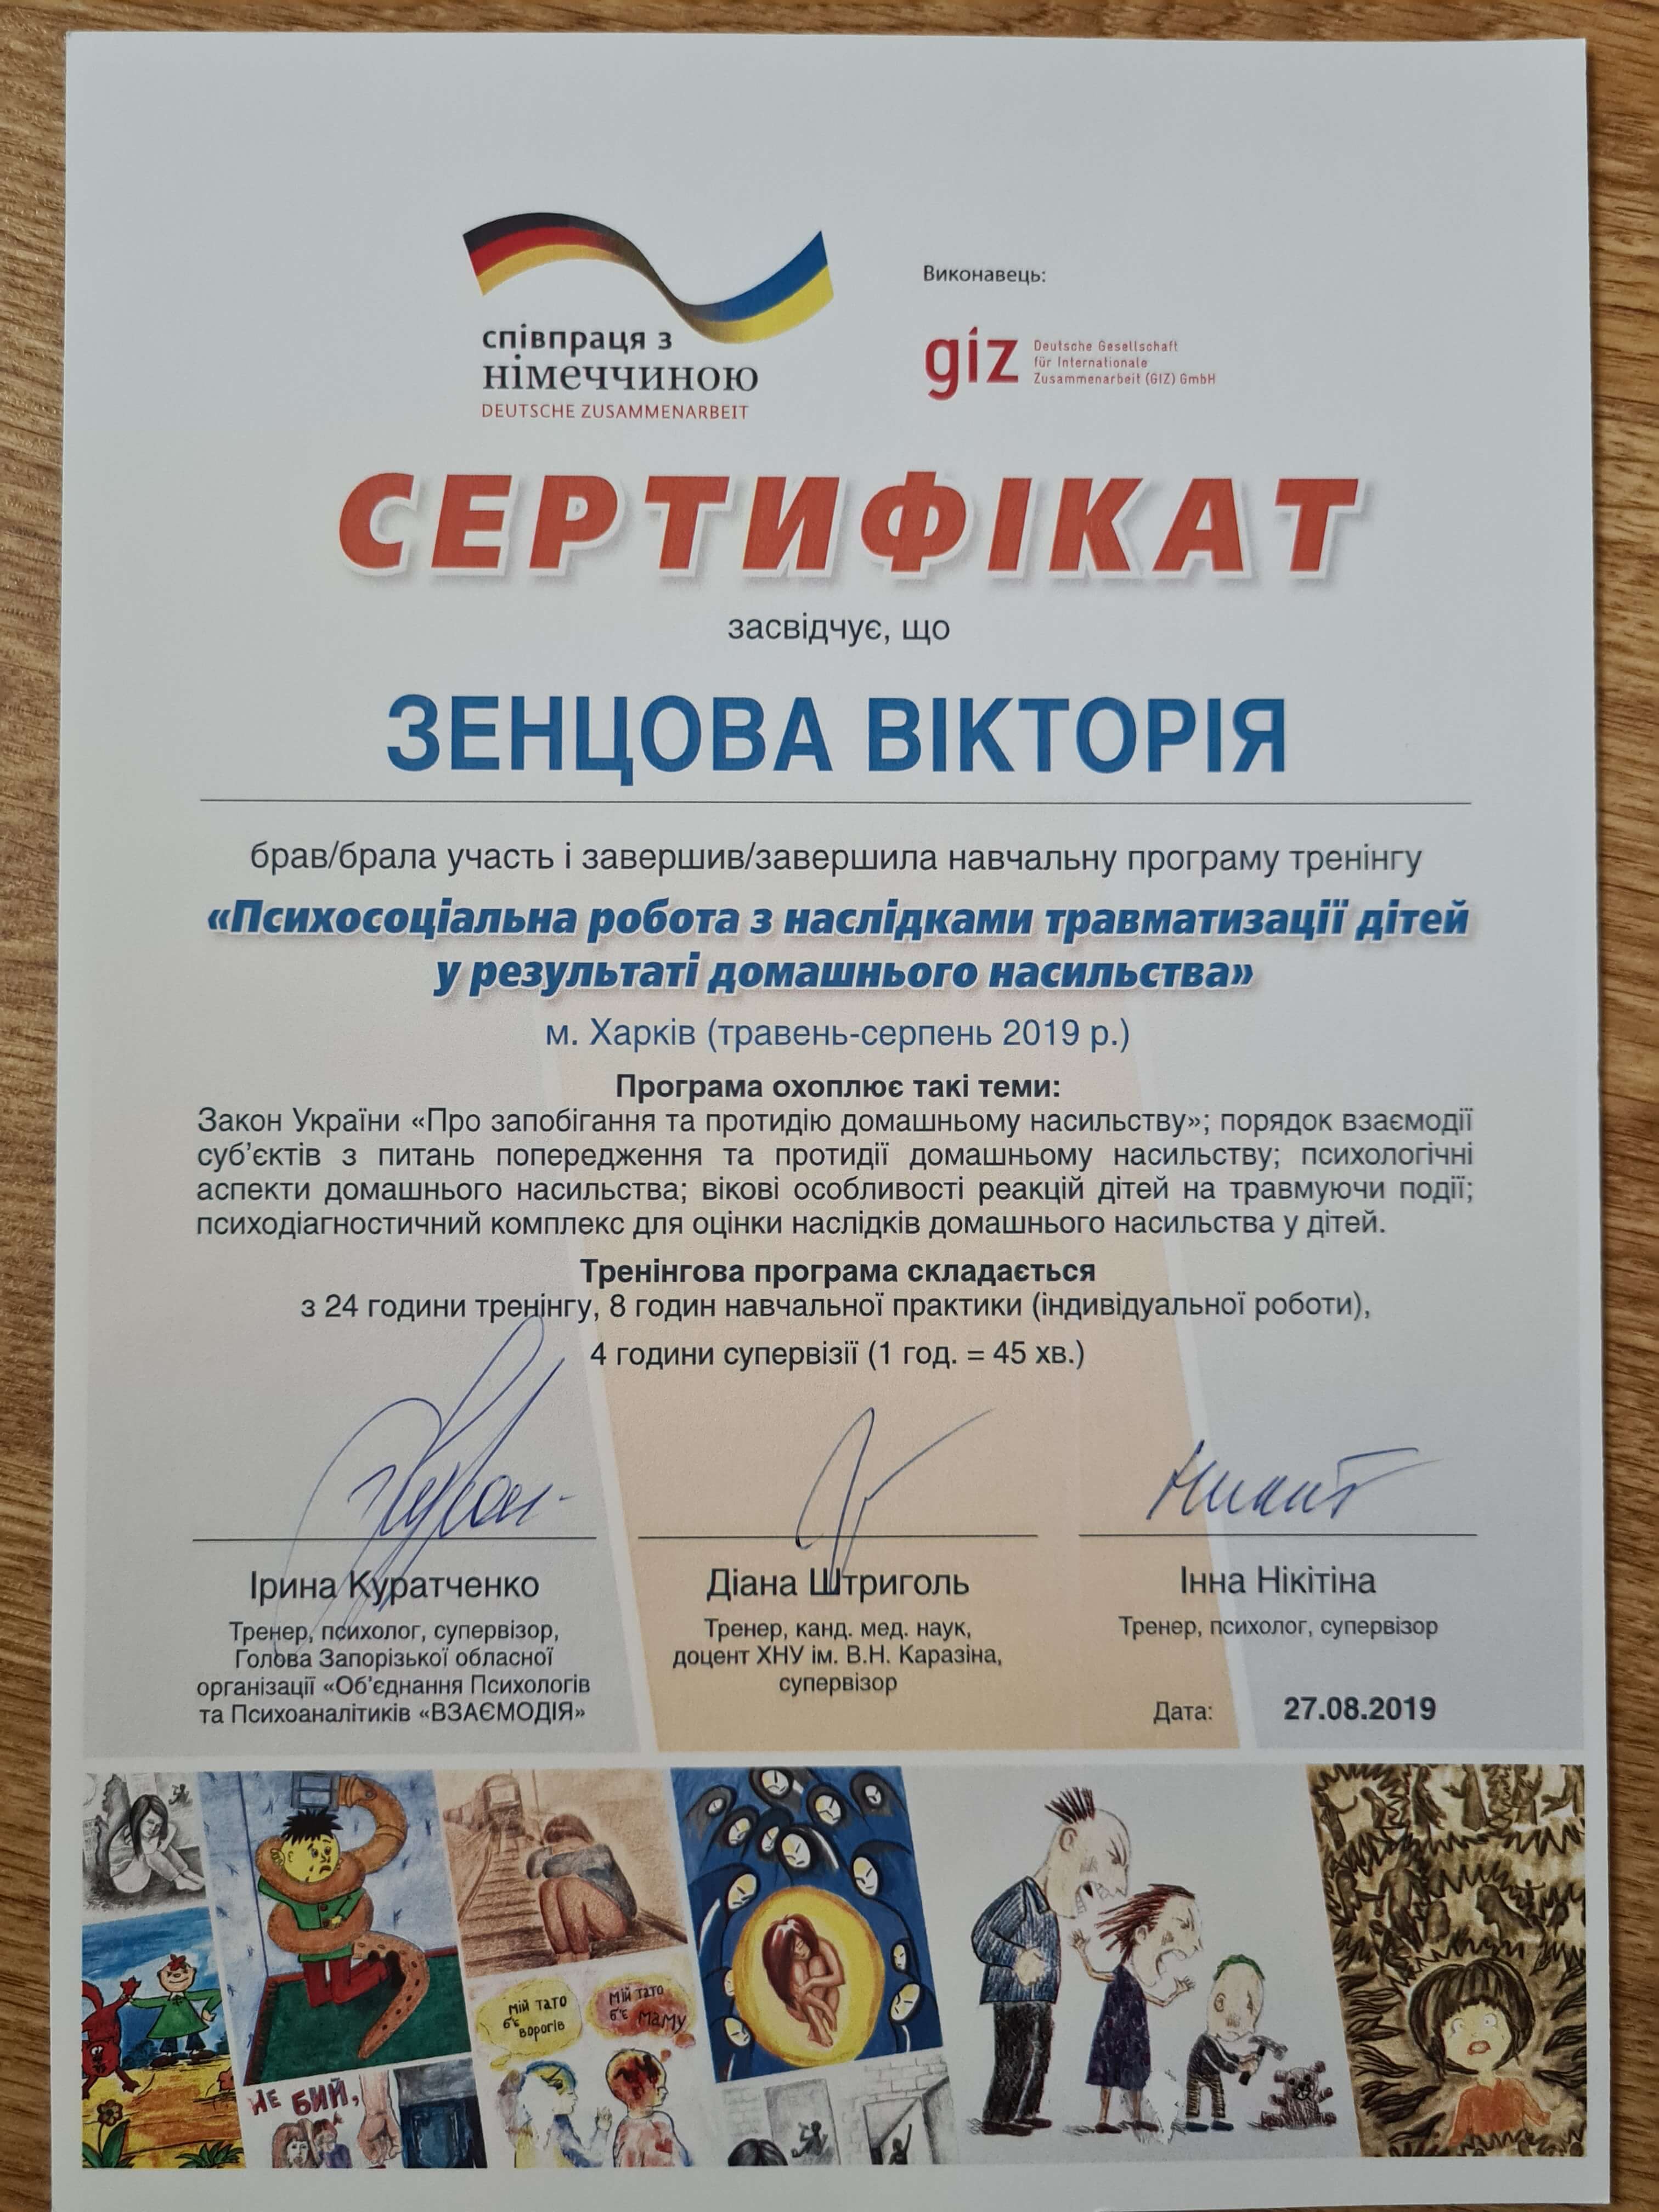 співпраця з
німеччиною
DEUTSCHE ZUSAMMENARBEIT
Виконавець:
giz
Deutsche Gesellschaft
für Internationale
Zusammenarbeit (GIZ) GmbH
СЕРТИФІКАТ
засвідчує, що
ЗЕНЦОВА ВІКТОРІЯ
брав/брала участь і завершив/завершила навчальну програму тренінгу
«Психосоціальна робота з наслідками травматизації дітей
у результаті домашнього насильства»
м. Харків (травень-серпень 2019 р.)
Програма охоплює такі теми:
Закон України «Про запобігання та протидію домашньому насильству»; порядок взаємодії
суб’єктів з питань попередження та протидії домашньому насильству; психологічні
аспекти домашнього насильства; вікові особливості реакцій дітей на травмуючи події;
психодіагностичний комплекс для оцінки наслідків домашнього насильства у дітей.
Тренінгова програма складається
з 24 години тренінгу, 8 годин навчальної практики (індивідуальної роботи),
4 години супервізії (1 год. = 45 хв.)
Ірина Куратченко
Тренер, психолог, супервізор,
Голова Запорізької обласної
організації «Об’єднання Психологів
та Психоаналітиків «ВЗАЄМОДІЯ»
Діана Штриголь
Тренер, канд. мед. наук,
доцент ХНУ ім. В.Н. Каразіна,
супервізор
Інна Нікітіна
Тренер, психолог, супервізор
Дата: 27.08.2019
мій тато
б'є
ворогів
мій тато
б'є маму
НЕ БИЙ,